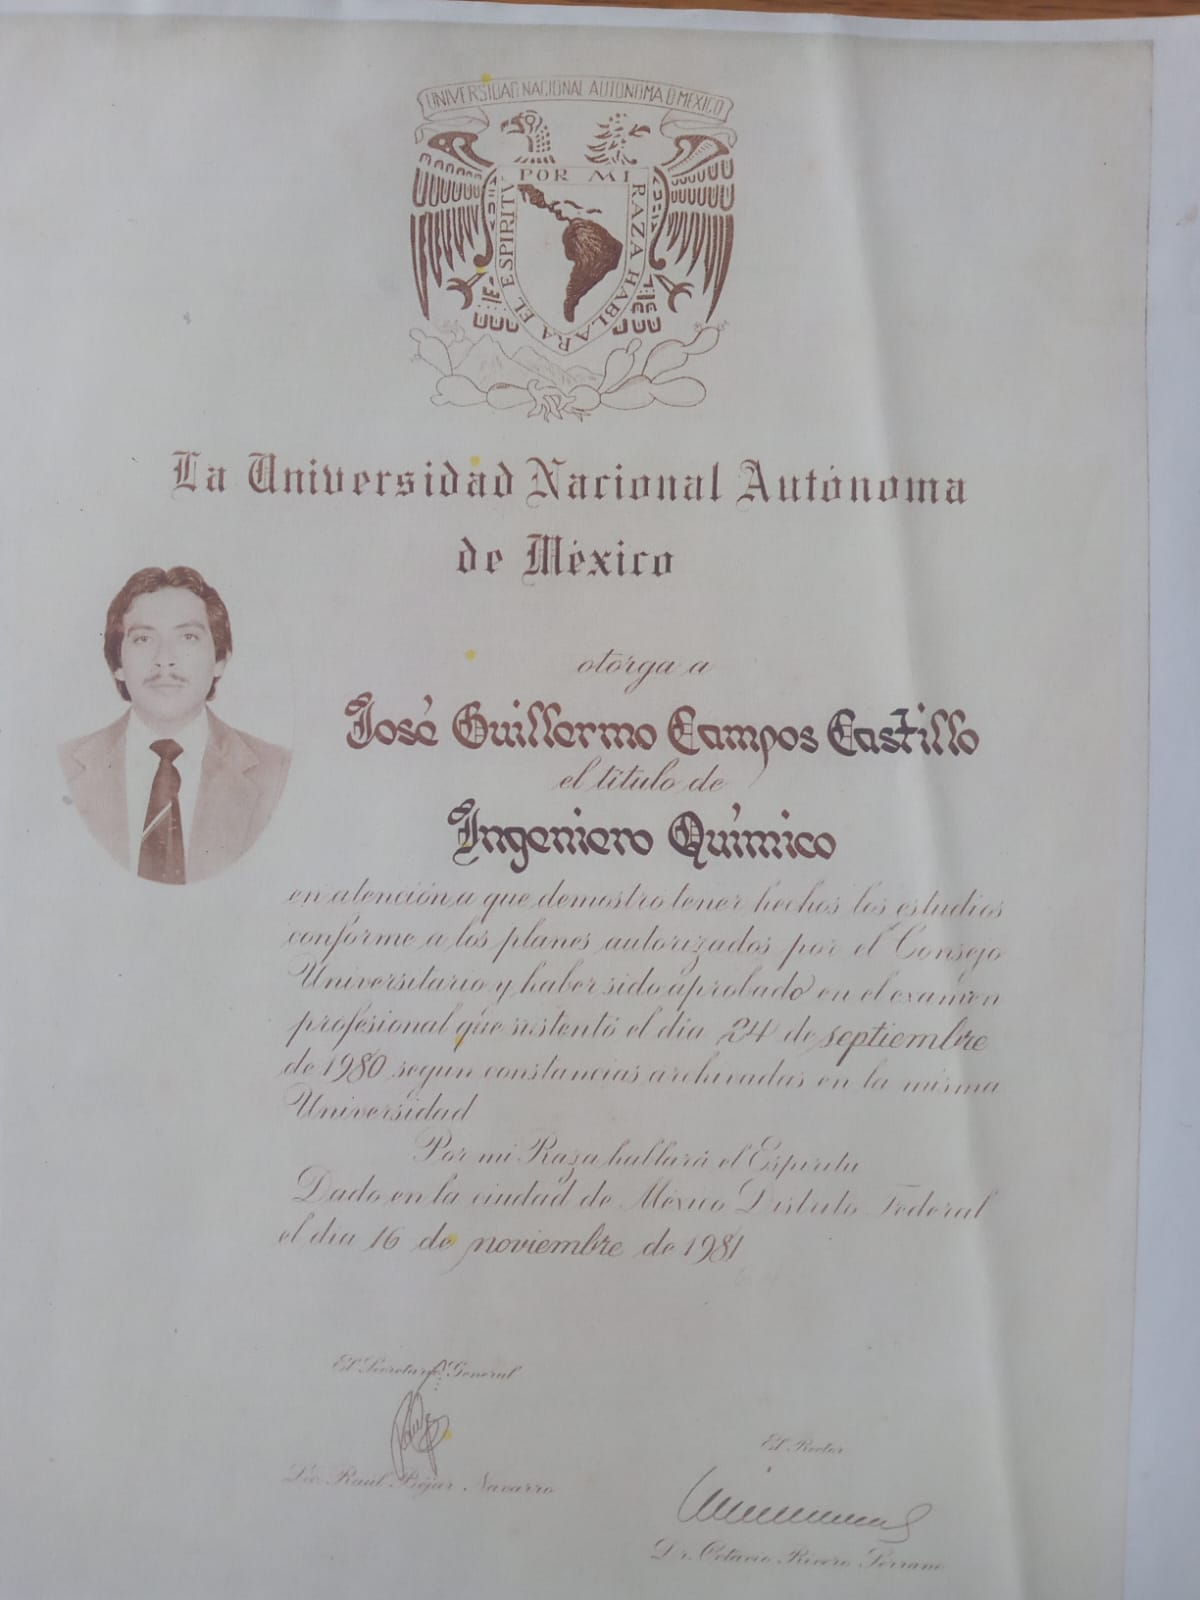 UNIVERSIDAD NACIONAL AUTONOMA D MEXICO
POR MI RAZA HABLARA EL ESPIRITV
La Universidad Nacional Autónoma
de México
otorga a
José Guillermo Campos Castillo
el título de
Ingeniero Químico
en atención a que demostró tener hechos los estudios
conforme a los planes autorizados por el Consejo
Universitario y haber sido aprobado en el examen
profesional que sustentó el día 24 de septiembre
de 1980 según constancias archivadas en la misma
Universidad
Por mi Raza hablará el Espíritu
Dado en la ciudad de México Distrito Federal
el día 16 de noviembre de 1981
El Secretario General
Lic. Raúl Béjar Navarro
El Rector
Dr. Octavio Rivero Serrano